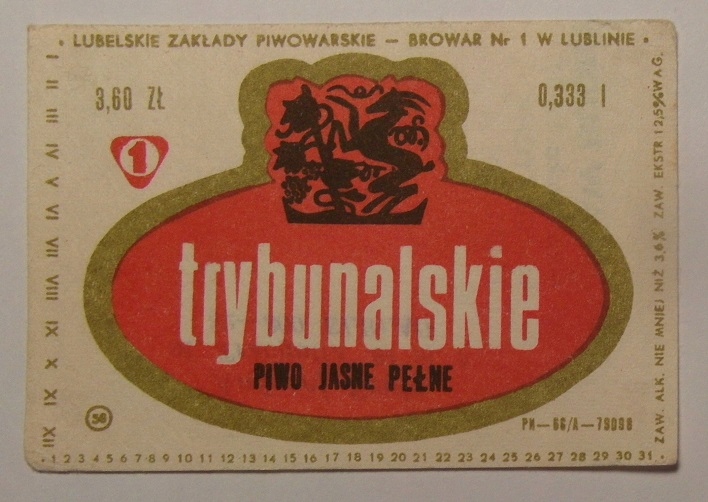 • LUBELSKIE ZAKŁADY PIWOWARSKIE — BROWAR Nr 1 W LUBLINIE •
3,60 ZŁ
0,333 l
1
trybunalskie
PIWO JASNE PEŁNE
56
PN—66/A—79098
I II III IV V VI VII VIII IX X XI XII
ZAW. ALK. NIE MNIEJ NIŻ 3,6% ZAW. EKSTR 12,5%WAG.
• 1 2 3 4 5 6 7 8 9 10 11 12 13 14 15 16 17 18 19 20 21 22 23 24 25 26 27 28 29 30 31 •